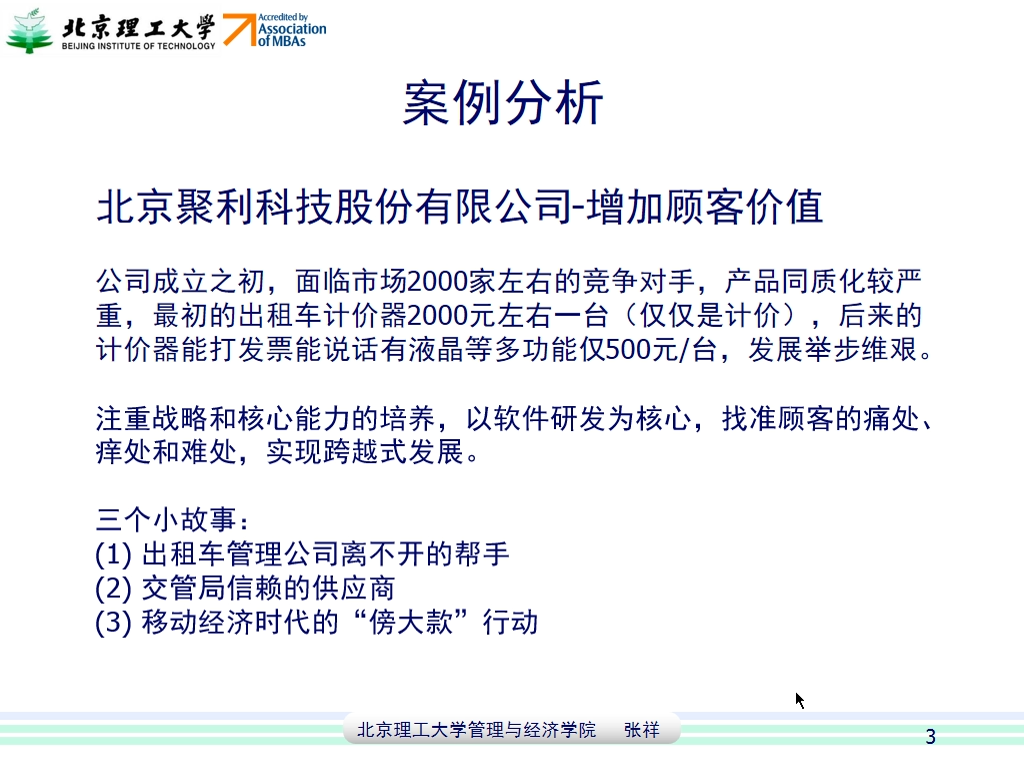 北京理工大学
BEIJING INSTITUTE OF TECHNOLOGY
Accredited by
Association
of MBAs
案例分析
北京聚利科技股份有限公司-增加顾客价值
公司成立之初，面临市场2000家左右的竞争对手，产品同质化较严
重，最初的出租车计价器2000元左右一台（仅仅是计价），后来的
计价器能打发票能说话有液晶等多功能仅500元/台，发展举步维艰。
注重战略和核心能力的培养，以软件研发为核心，找准顾客的痛处、
痒处和难处，实现跨越式发展。
三个小故事：
(1) 出租车管理公司离不开的帮手
(2) 交管局信赖的供应商
(3) 移动经济时代的“傍大款”行动
北京理工大学管理与经济学院 张祥
3